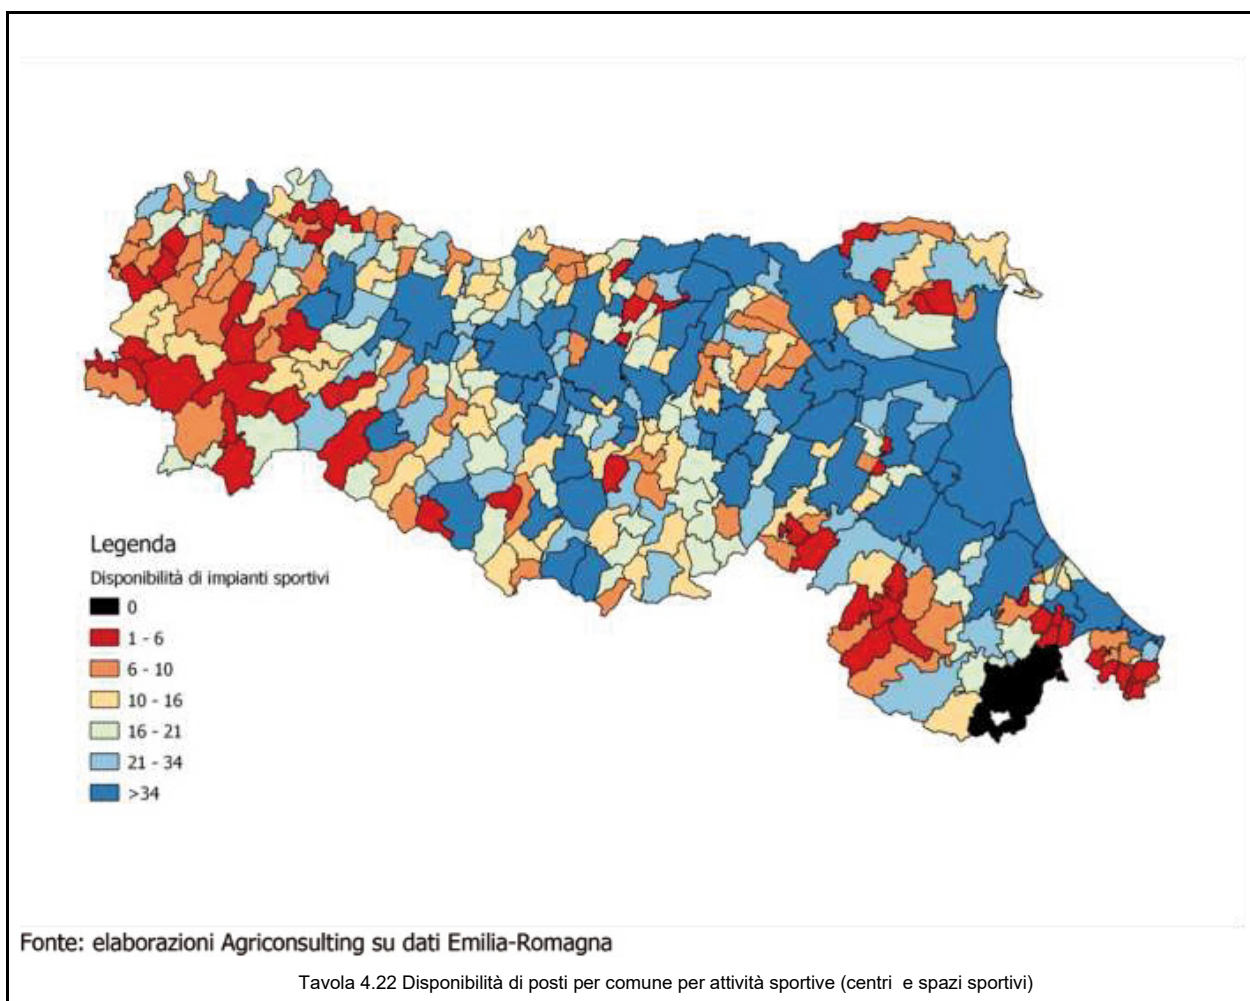 Legenda
Disponibilità di impianti sportivi
0
1 - 6
6 - 10
10 - 16
16 - 21
21 - 34
>34
Fonte: elaborazioni Agriconsulting su dati Emilia-Romagna
Tavola 4.22 Disponibilità di posti per comune per attività sportive (centri e spazi sportivi)